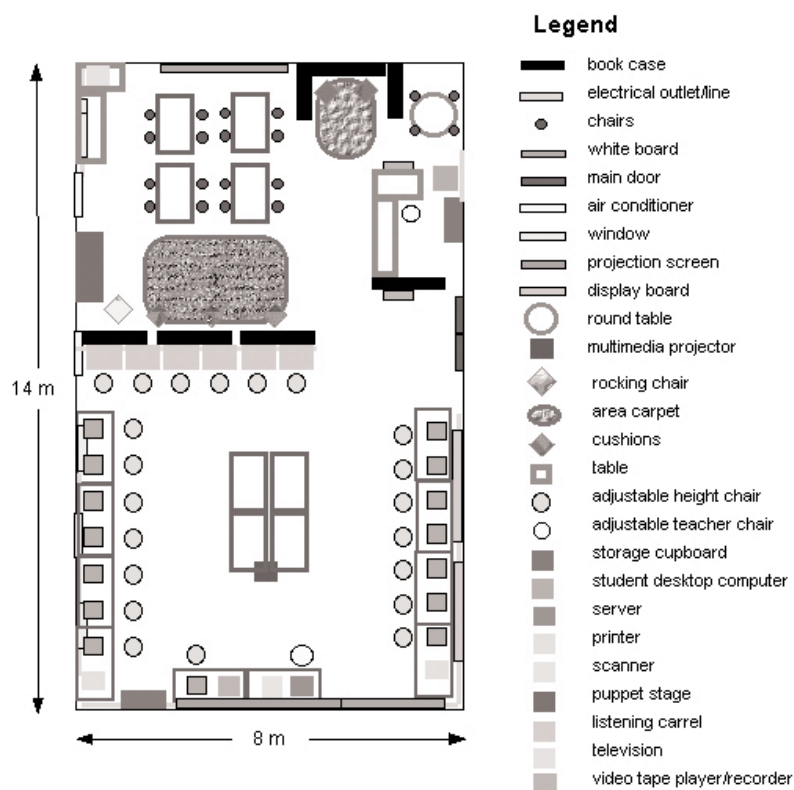 Legend
book case
electrical outlet/line
chairs
white board
main door
air conditioner
window
projection screen
display board
round table
multimedia projector
rocking chair
area carpet
cushions
table
adjustable height chair
adjustable teacher chair
storage cupboard
student desktop computer
server
printer
scanner
puppet stage
listening carrel
television
video tape player/recorder
14 m
8 m